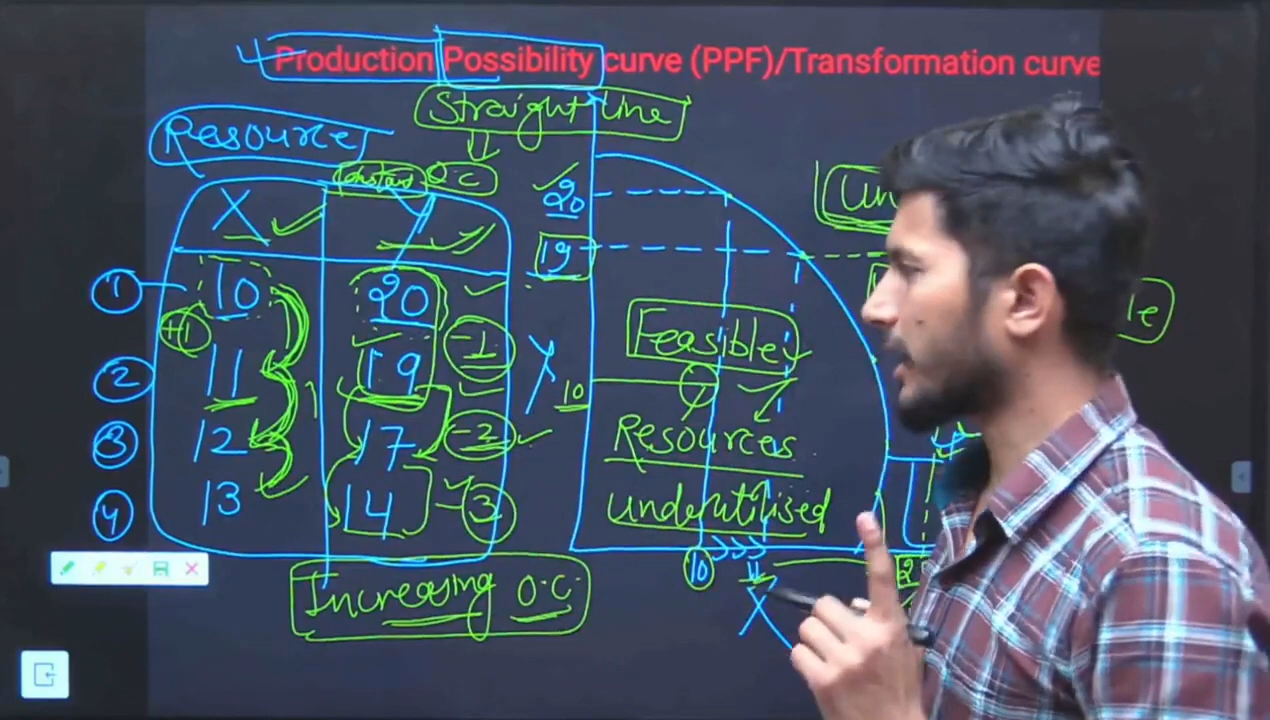 Production Possibility curve (PPF)/Transformation curve
Straight line
Resource
Constant O.C
X Y
① 10 20
+1
② 11 19 -1
③ 12 17 -2
④ 13 14 -3
Increasing O.C.
20
19
Y 10
Feasible
Resources
underutilised
10
X